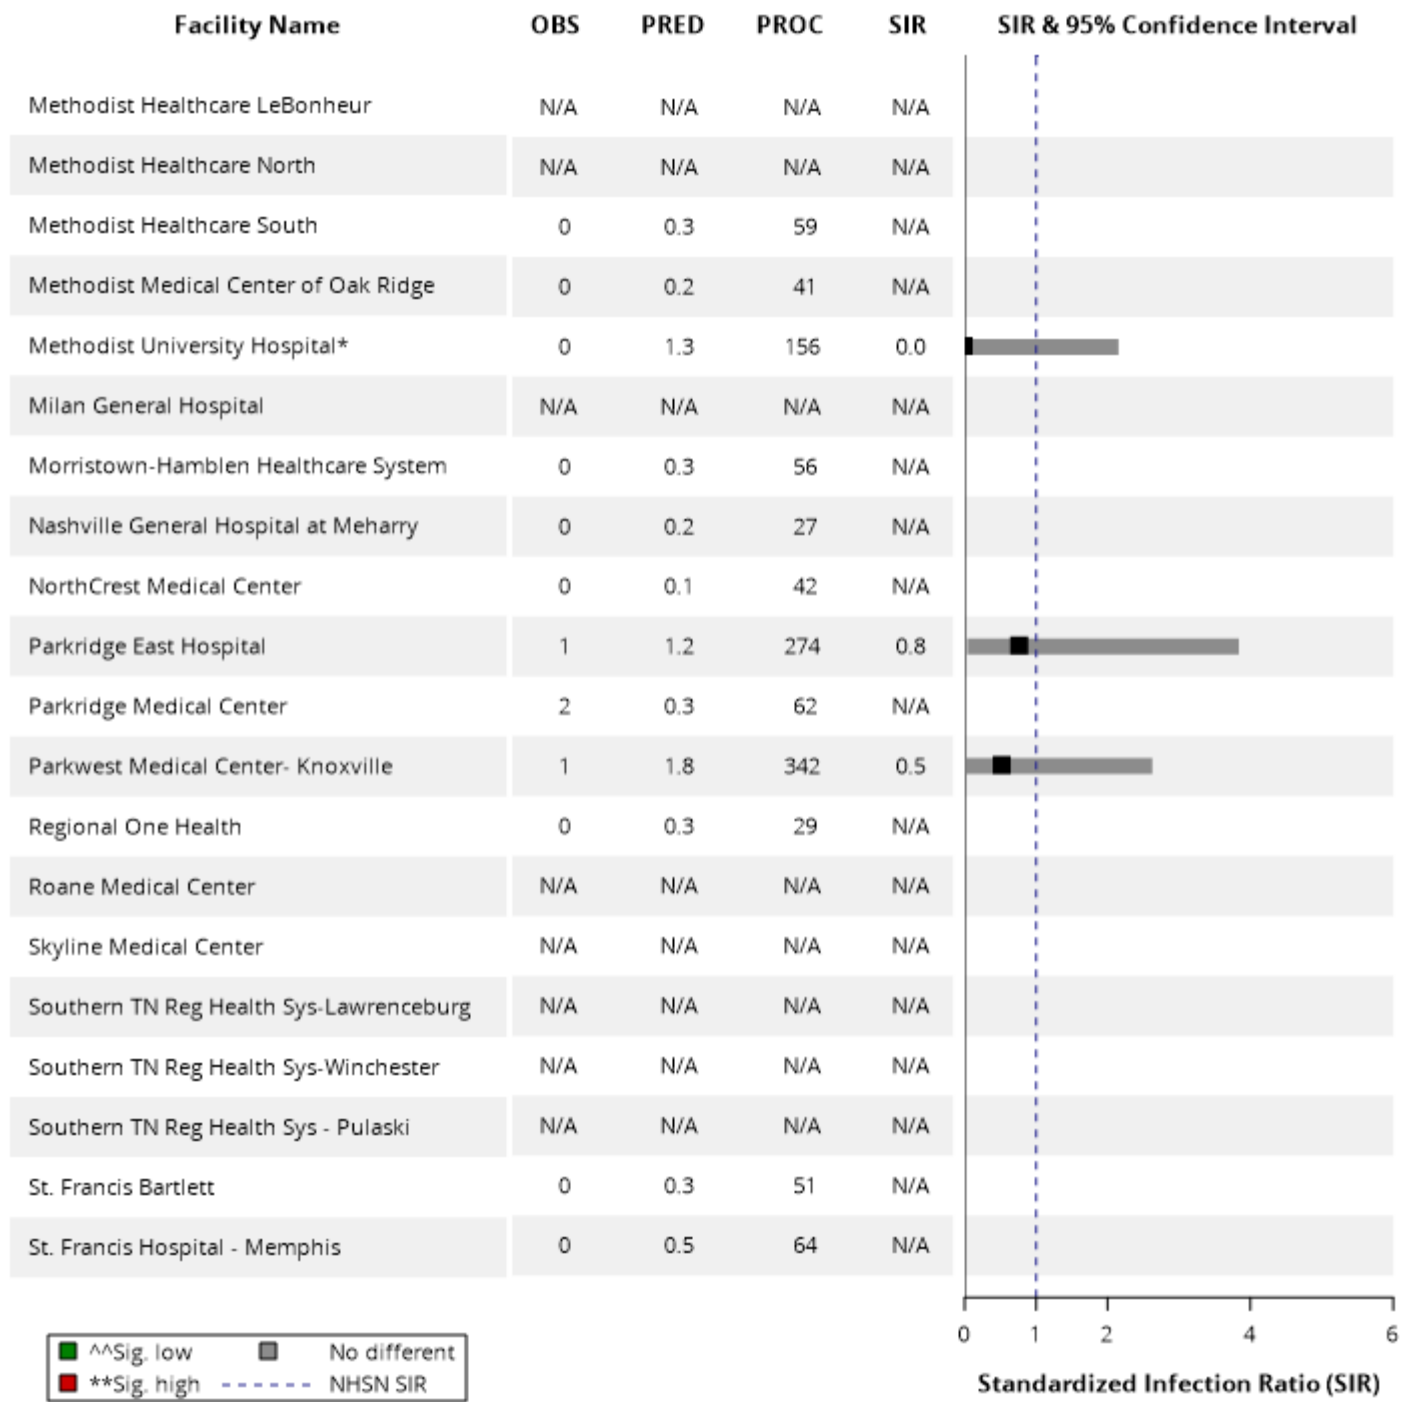 Facility Name OBS PRED PROC SIR SIR & 95% Confidence Interval
Methodist Healthcare LeBonheur N/A N/A N/A N/A
Methodist Healthcare North N/A N/A N/A N/A
Methodist Healthcare South 0 0.3 59 N/A
Methodist Medical Center of Oak Ridge 0 0.2 41 N/A
Methodist University Hospital* 0 1.3 156 0.0
Milan General Hospital N/A N/A N/A N/A
Morristown-Hamblen Healthcare System 0 0.3 56 N/A
Nashville General Hospital at Meharry 0 0.2 27 N/A
NorthCrest Medical Center 0 0.1 42 N/A
Parkridge East Hospital 1 1.2 274 0.8
Parkridge Medical Center 2 0.3 62 N/A
Parkwest Medical Center- Knoxville 1 1.8 342 0.5
Regional One Health 0 0.3 29 N/A
Roane Medical Center N/A N/A N/A N/A
Skyline Medical Center N/A N/A N/A N/A
Southern TN Reg Health Sys-Lawrenceburg N/A N/A N/A N/A
Southern TN Reg Health Sys-Winchester N/A N/A N/A N/A
Southern TN Reg Health Sys - Pulaski N/A N/A N/A N/A
St. Francis Bartlett 0 0.3 51 N/A
St. Francis Hospital - Memphis 0 0.5 64 N/A
0 1 2 4 6
Standardized Infection Ratio (SIR)
^^Sig. low No different
**Sig. high NHSN SIR